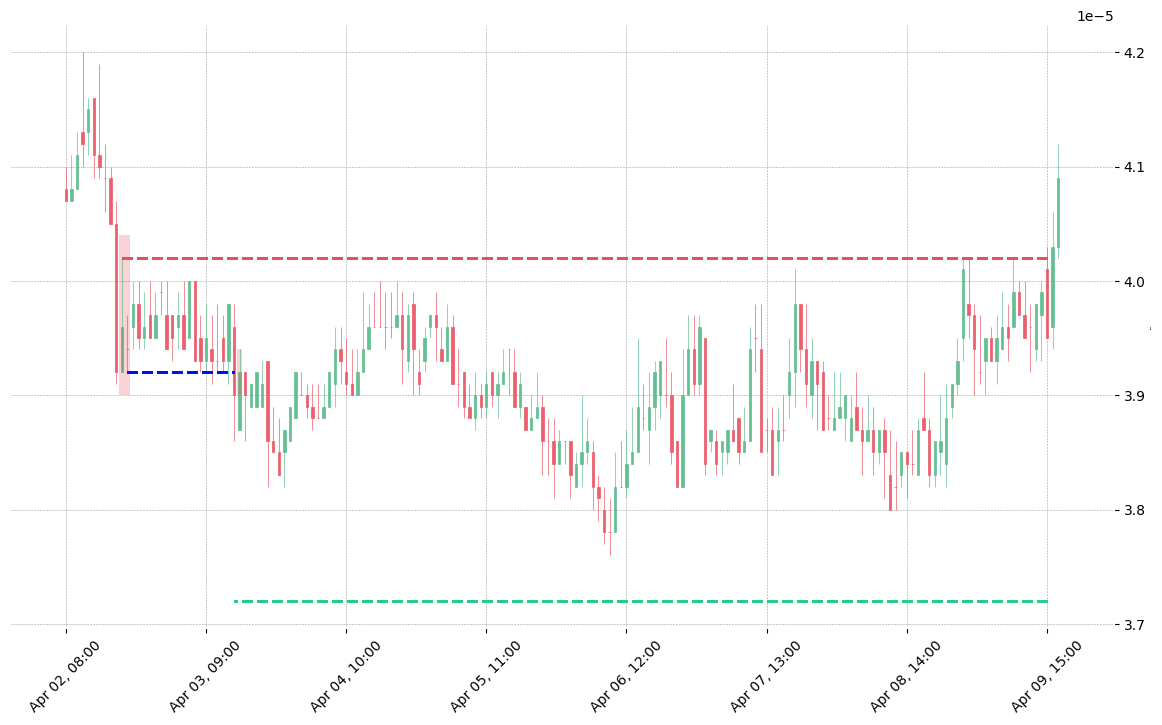 1e−5
4.2
4.1
4.0
3.9
3.8
3.7
Apr 02, 08:00
Apr 03, 09:00
Apr 04, 10:00
Apr 05, 11:00
Apr 06, 12:00
Apr 07, 13:00
Apr 08, 14:00
Apr 09, 15:00